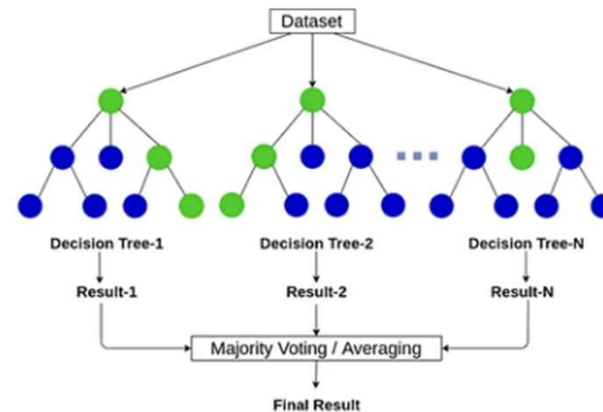 Dataset
Decision Tree-1
Decision Tree-2
Decision Tree-N
Result-1
Result-2
Result-N
Majority Voting / Averaging
Final Result